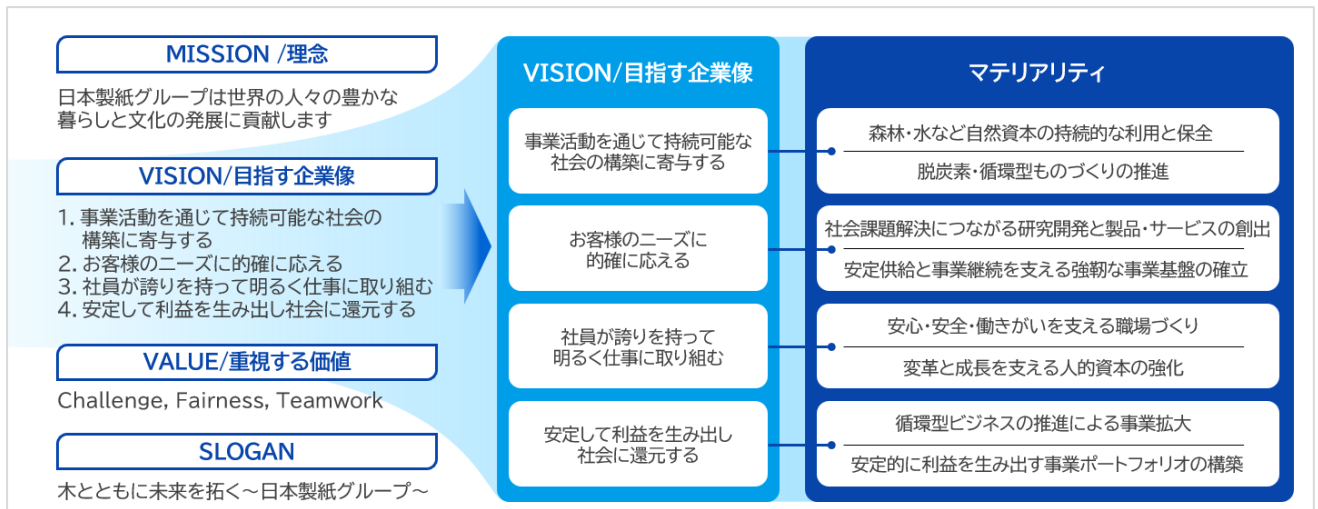 MISSION /理念
日本製紙グループは世界の人々の豊かな
暮らしと文化の発展に貢献します
VISION/目指す企業像
1. 事業活動を通じて持続可能な社会の
構築に寄与する
2. お客様のニーズに的確に応える
3. 社員が誇りを持って明るく仕事に取り組む
4. 安定して利益を生み出し社会に還元する
VALUE/重視する価値
Challenge, Fairness, Teamwork
SLOGAN
木とともに未来を拓く～日本製紙グループ～
VISION/目指す企業像
事業活動を通じて持続可能な
社会の構築に寄与する
お客様のニーズに
的確に応える
社員が誇りを持って
明るく仕事に取り組む
安定して利益を生み出し
社会に還元する
マテリアリティ
森林・水など自然資本の持続的な利用と保全
脱炭素・循環型ものづくりの推進
社会課題解決につながる研究開発と製品・サービスの創出
安定供給と事業継続を支える強靭な事業基盤の確立
安心・安全・働きがいを支える職場づくり
変革と成長を支える人的資本の強化
循環型ビジネスの推進による事業拡大
安定的に利益を生み出す事業ポートフォリオの構築